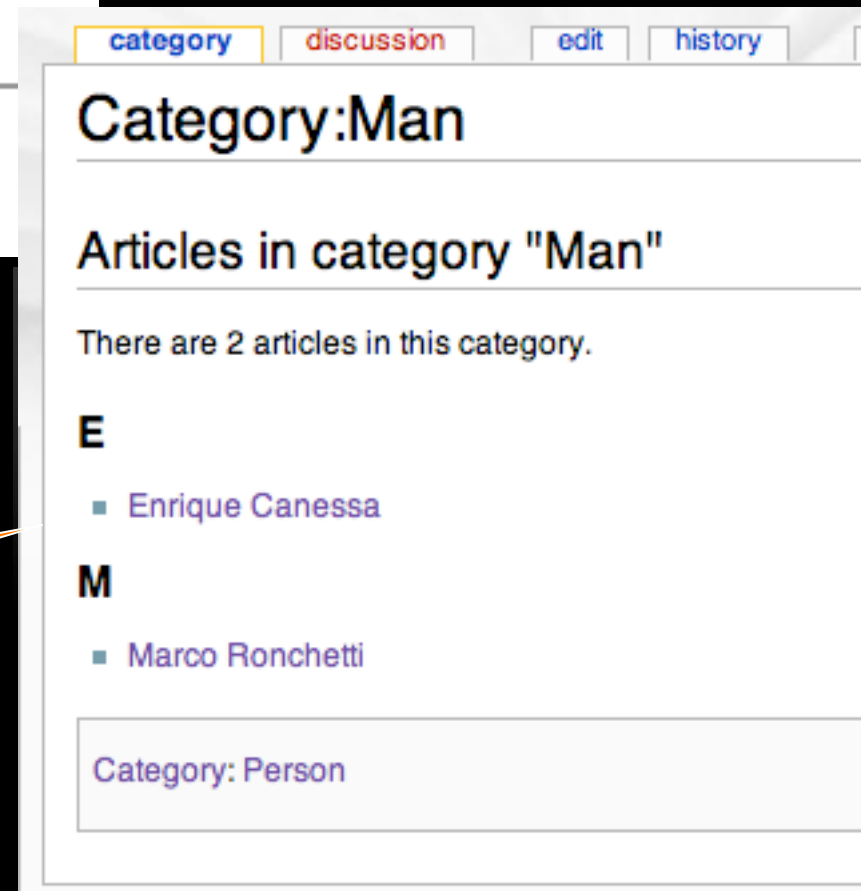 category discussion edit history
Category:Man
Articles in category "Man"
There are 2 articles in this category.
E
Enrique Canessa
M
Marco Ronchetti
Category: Person